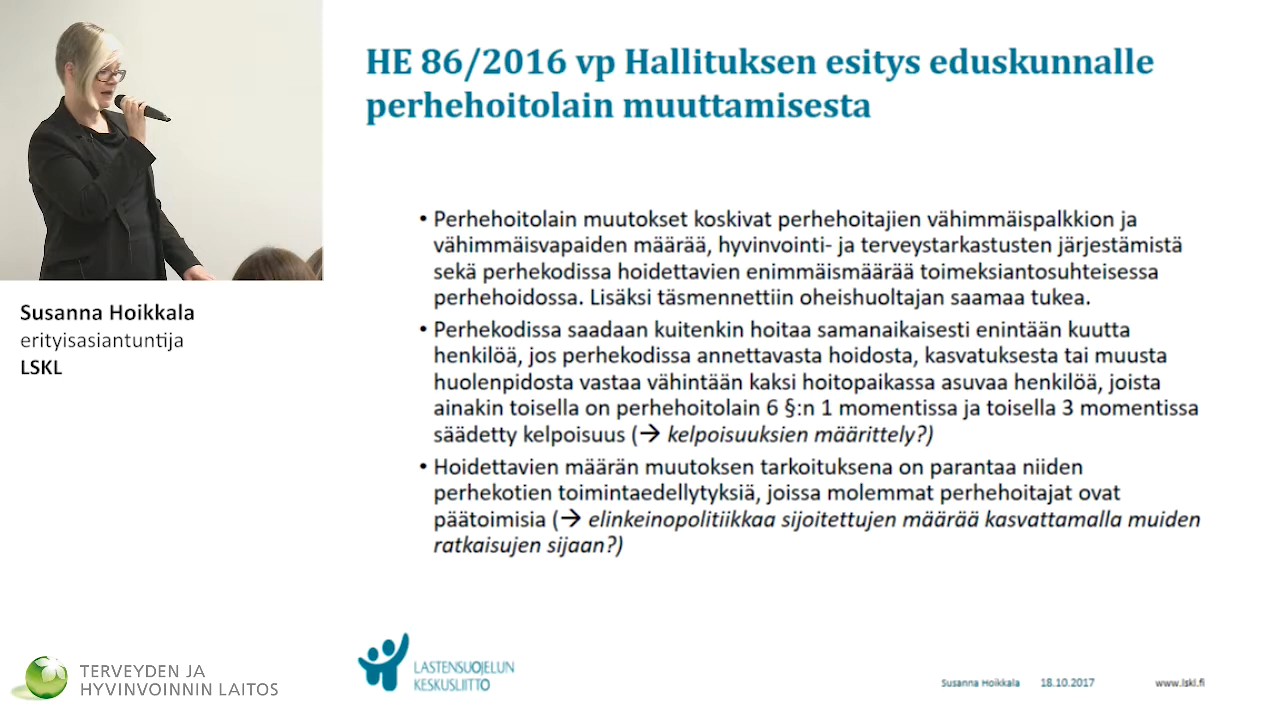 HE 86/2016 vp Hallituksen esitys eduskunnalle
perhehoitolain muuttamisesta
• Perhehoitolain muutokset koskivat perhehoitajien vähimmäispalkkion ja
vähimmäisvapaiden määrää, hyvinvointi- ja terveystarkastusten järjestämistä
sekä perhekodissa hoidettavien enimmäismäärää toimeksiantosuhteisessa
perhehoidossa. Lisäksi täsmennettiin oheishuoltajan saamaa tukea.
• Perhekodissa saadaan kuitenkin hoitaa samanaikaisesti enintään kuutta
henkilöä, jos perhekodissa annettavasta hoidosta, kasvatuksesta tai muusta
huolenpidosta vastaa vähintään kaksi hoitopaikassa asuvaa henkilöä, joista
ainakin toisella on perhehoitolain 6 §:n 1 momentissa ja toisella 3 momentissa
säädetty kelpoisuus (→ kelpoisuuksien määrittely?)
• Hoidettavien määrän muutoksen tarkoituksena on parantaa niiden
perhekotien toimintaedellytyksiä, joissa molemmat perhehoitajat ovat
päätoimisia (→ elinkeinopolitiikkaa sijoitettujen määrää kasvattamalla muiden
ratkaisujen sijaan?)
Susanna Hoikkala
erityisasiantuntija
LSKL
TERVEYDEN JA
HYVINVOINNIN LAITOS
LASTENSUOJELUN
KESKUSLIITTO
Susanna Hoikkala 18.10.2017 www.lskl.fi